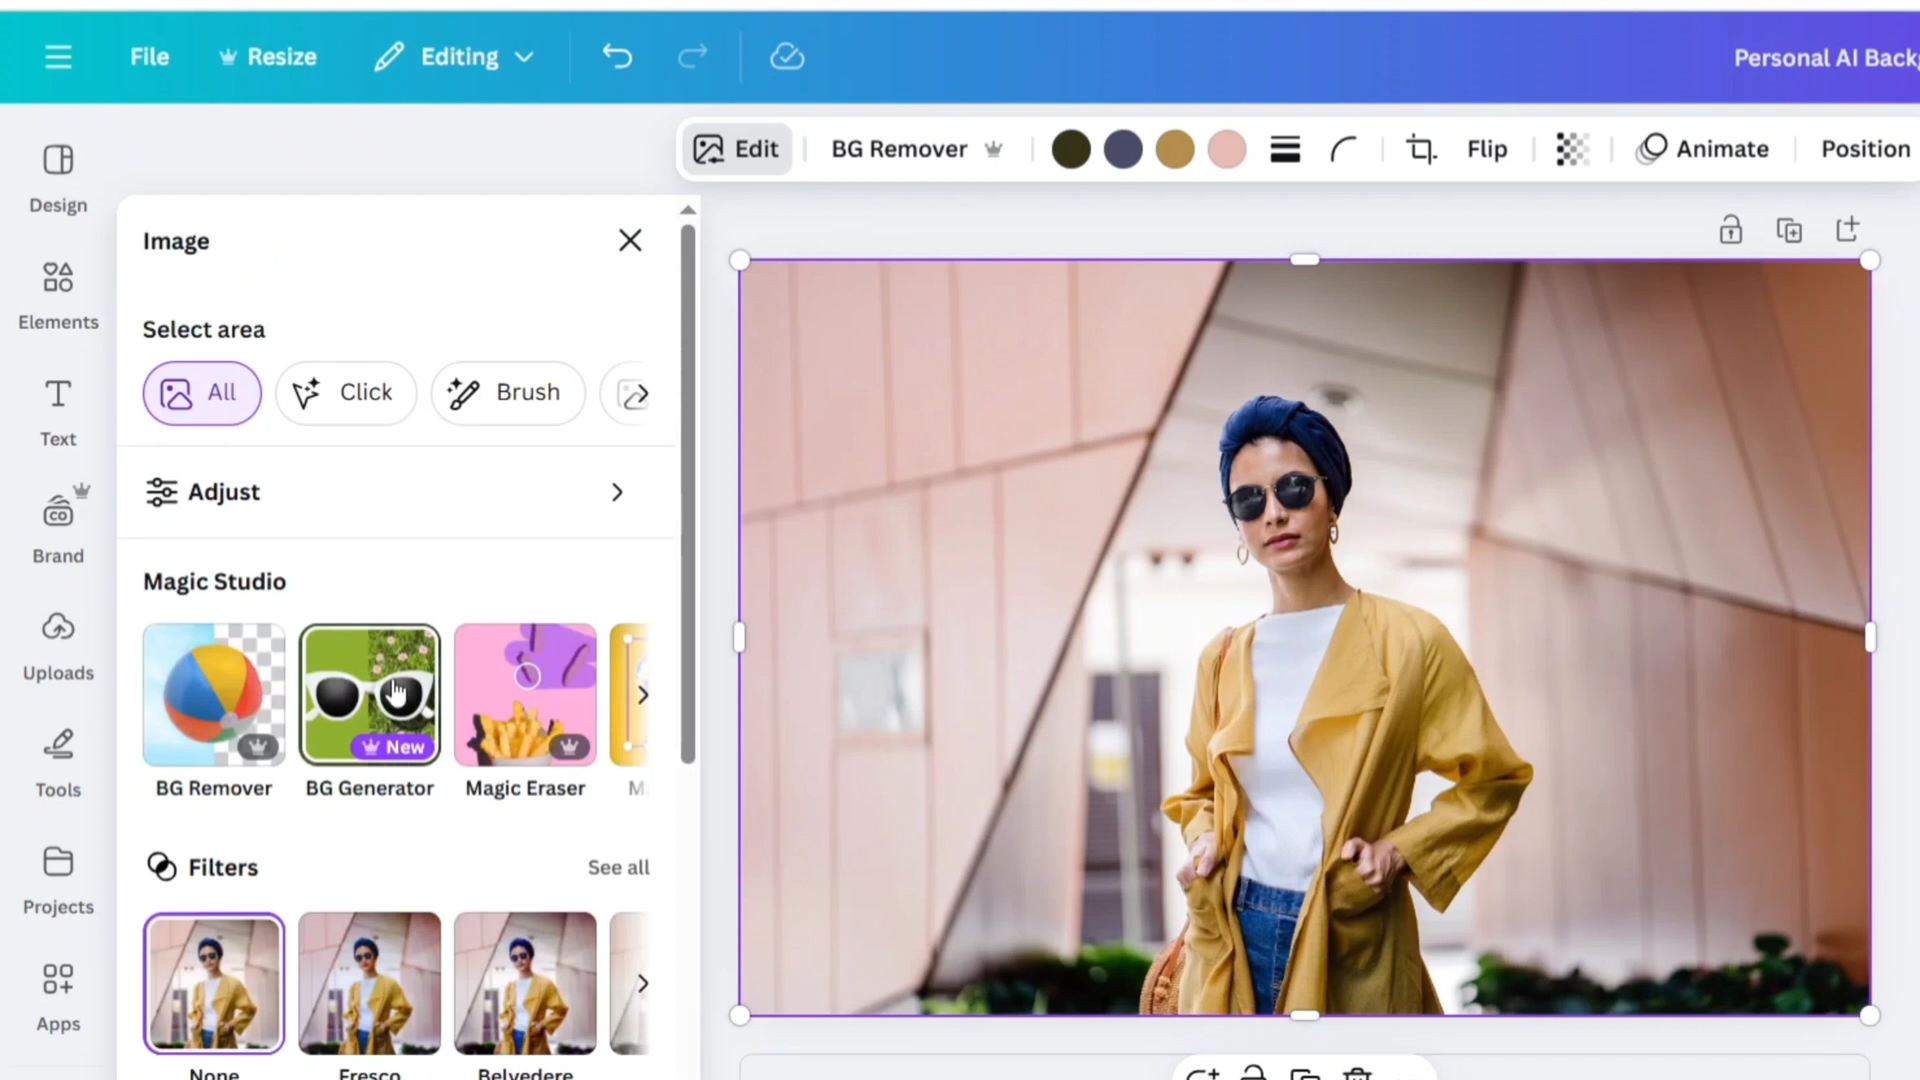 File
Resize
Editing
Personal AI Backg
Edit
BG Remover
Flip
Animate
Position
Design
Elements
Text
Brand
Uploads
Tools
Projects
Apps
Image
Select area
All
Click
Brush
Adjust
Magic Studio
New
BG Remover
BG Generator
Magic Eraser
M
Filters
See all
None
Fresco
Belvedere